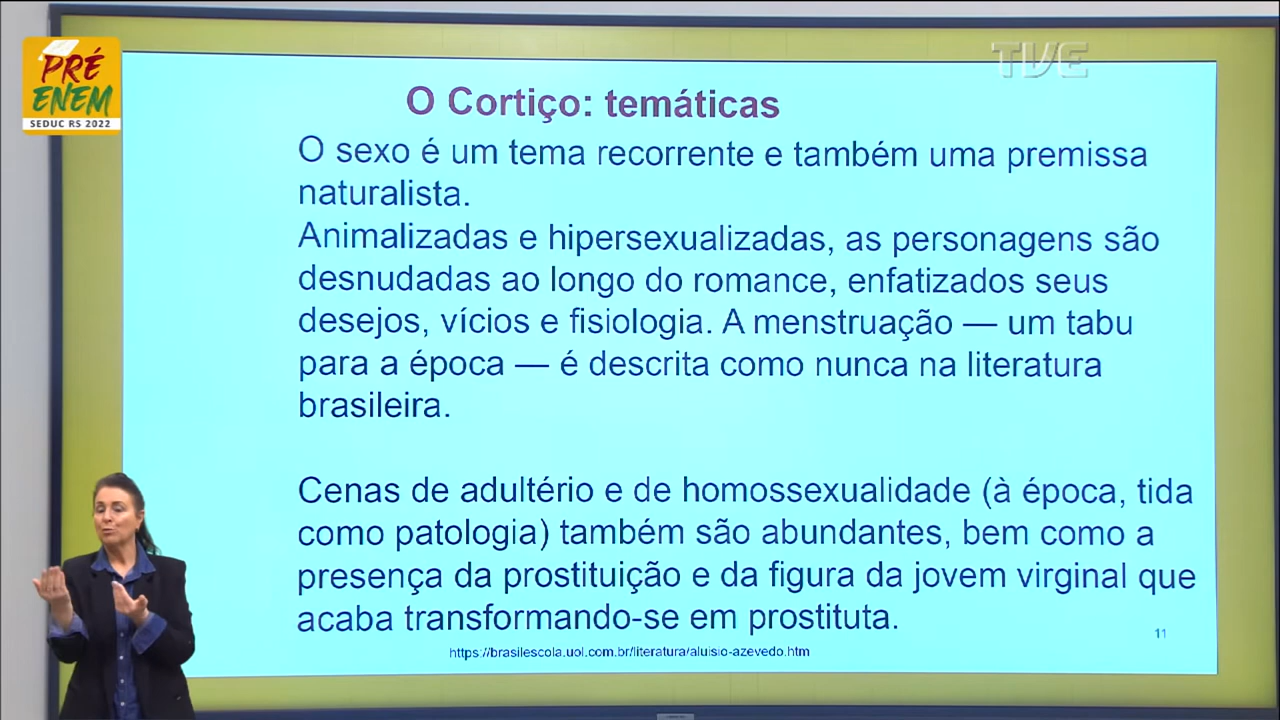 PRÉ
ENEM
SEDUC RS 2022
TVE
O Cortiço: temáticas
O sexo é um tema recorrente e também uma premissa
naturalista.
Animalizadas e hipersexualizadas, as personagens são
desnudadas ao longo do romance, enfatizados seus
desejos, vícios e fisiologia. A menstruação — um tabu
para a época — é descrita como nunca na literatura
brasileira.
Cenas de adultério e de homossexualidade (à época, tida
como patologia) também são abundantes, bem como a
presença da prostituição e da figura da jovem virginal que
acaba transformando-se em prostituta.
11
https://brasilescola.uol.com.br/literatura/aluisio-azevedo.htm